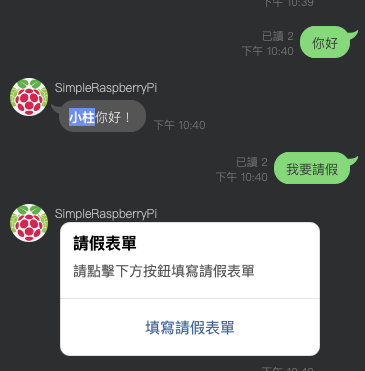 下午 10:39
已讀 2
下午 10:40
你好
SimpleRaspberryPi
小柱你好！
下午 10:40
已讀 2
下午 10:40
我要請假
SimpleRaspberryPi
請假表單
請點擊下方按鈕填寫請假表單
填寫請假表單
下午 10:40